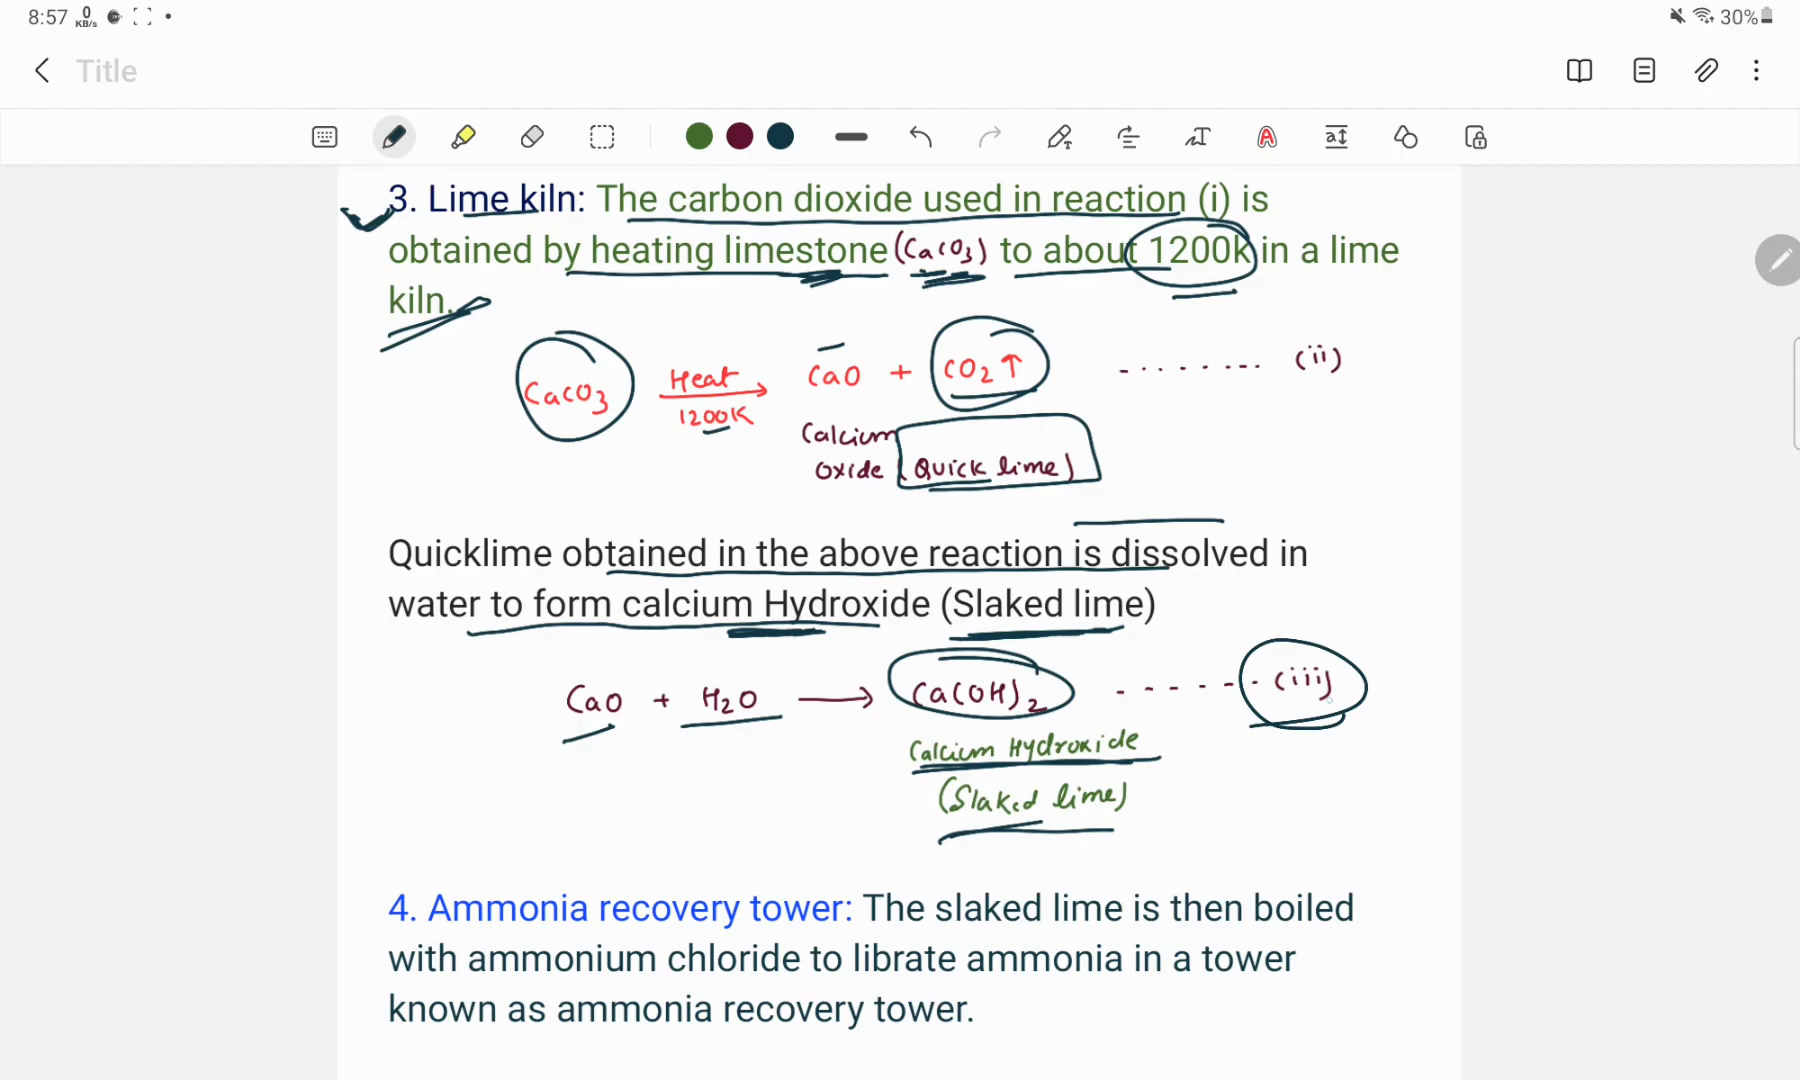 8:57 0 KB/s 30%
Title
3. Lime kiln: The carbon dioxide used in reaction (i) is
obtained by heating limestone (CaCO3) to about 1200k in a lime
kiln.
CaCO3 Heat 1200K CaO + CO2 ↑ ........ (ii)
Calcium
Oxide (Quick lime)
Quicklime obtained in the above reaction is dissolved in
water to form calcium Hydroxide (Slaked lime)
CaO + H2O → Ca(OH)2 - - - - - - (iii)
Calcium Hydroxide
(Slaked lime)
4. Ammonia recovery tower: The slaked lime is then boiled
with ammonium chloride to librate ammonia in a tower
known as ammonia recovery tower.